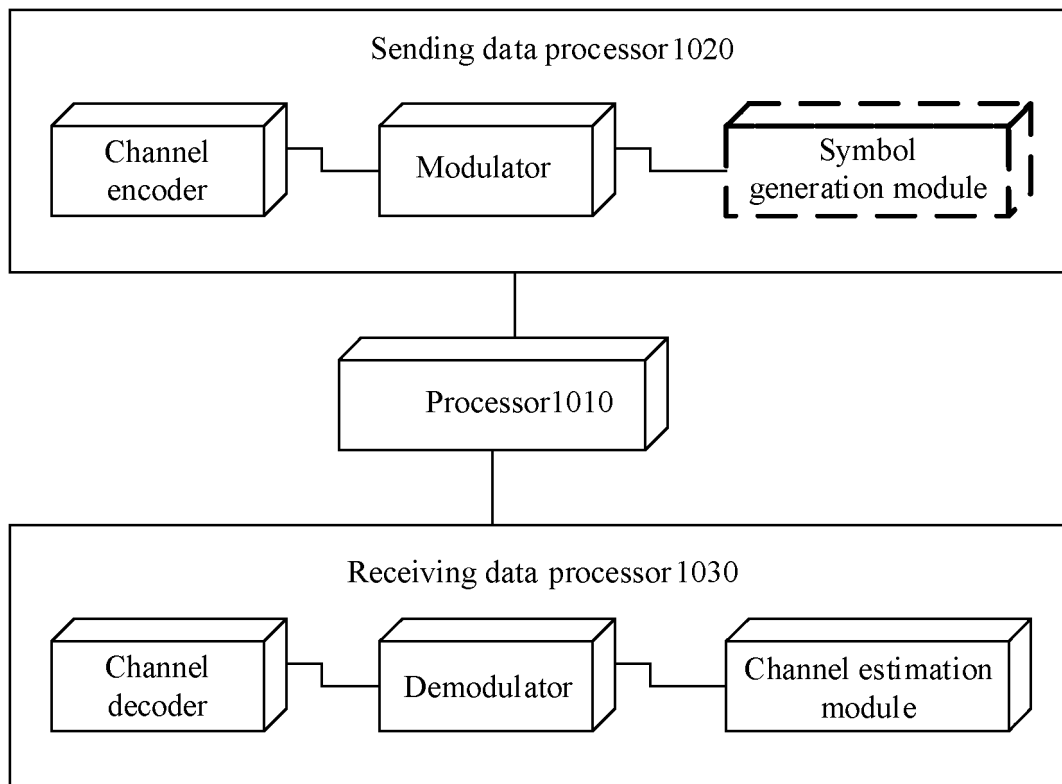 Sending data processor1020
Channel
encoder
Modulator
Symbol
generation module
Processor1010
Receiving data processor1030
Channel
decoder
Demodulator
Channel estimation
module